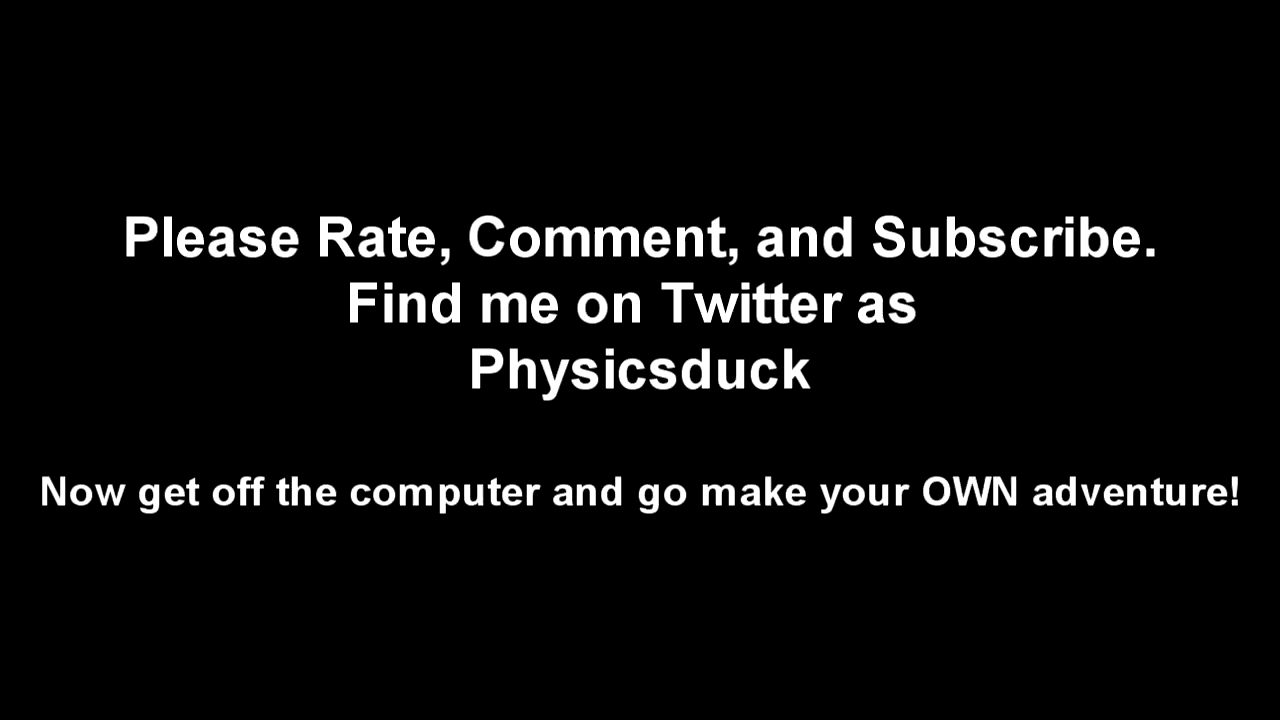 Please Rate, Comment, and Subscribe.
Find me on Twitter as
Physicsduck
Now get off the computer and go make your OWN adventure!